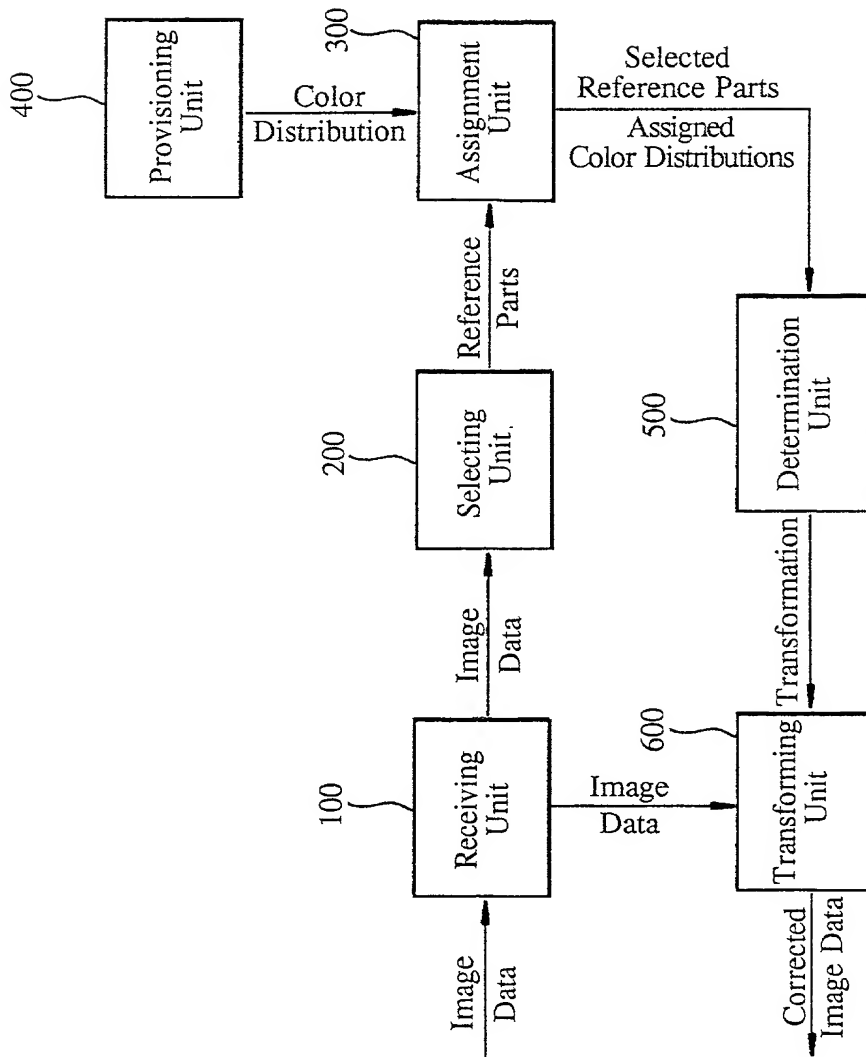 400
Provisioning
Unit
Color
Distribution
300
Assignment
Unit
Selected
Reference Parts
Assigned
Color Distributions
Reference
Parts
200
Selecting
Unit.
Image
Data
100
Receiving
Unit
Image
Data
Image
Data
500
Determination
Unit
Transformation
600
Transforming
Unit
Corrected
Image Data